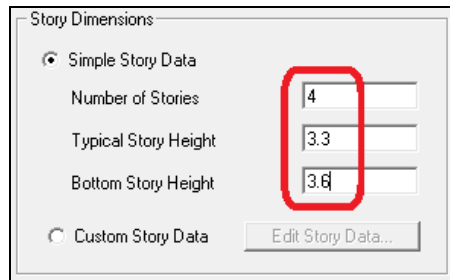 Story Dimensions
Simple Story Data
Number of Stories 4
Typical Story Height 3.3
Bottom Story Height 3.6
Custom Story Data Edit Story Data...